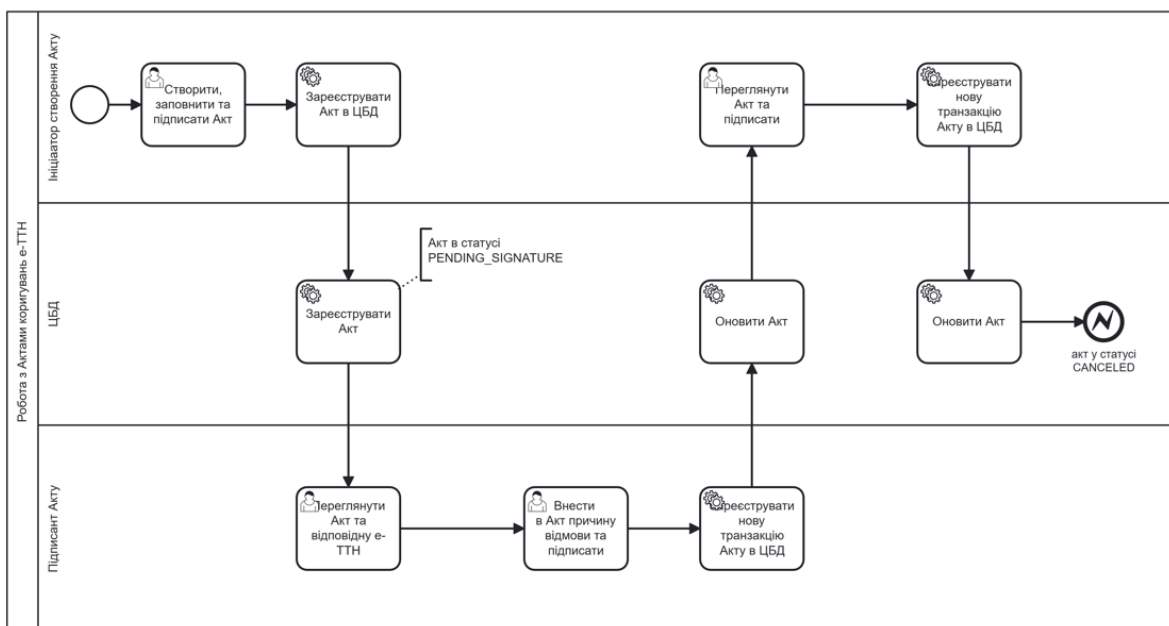 Робота з Актами коригувань е-ТТН
Ініціаатор створення Акту
Створити,
заповнити та
підписати Акт
Зареєструвати
Акт в ЦБД
Переглянути
Акт та
підписати
Зареєструвати
нову
транзакцію
Акту в ЦБД
ЦБД
Акт в статусі
PENDING_SIGNATURE
Зареєструвати
Акт
Оновити Акт
Оновити Акт
акт у статусі
CANCELED
Підписант Акту
Переглянути
Акт та
відповідну е-
ТТН
Внести
в Акт причину
відмови та
підписати
Зареєструвати
нову
транзакцію
Акту в ЦБД